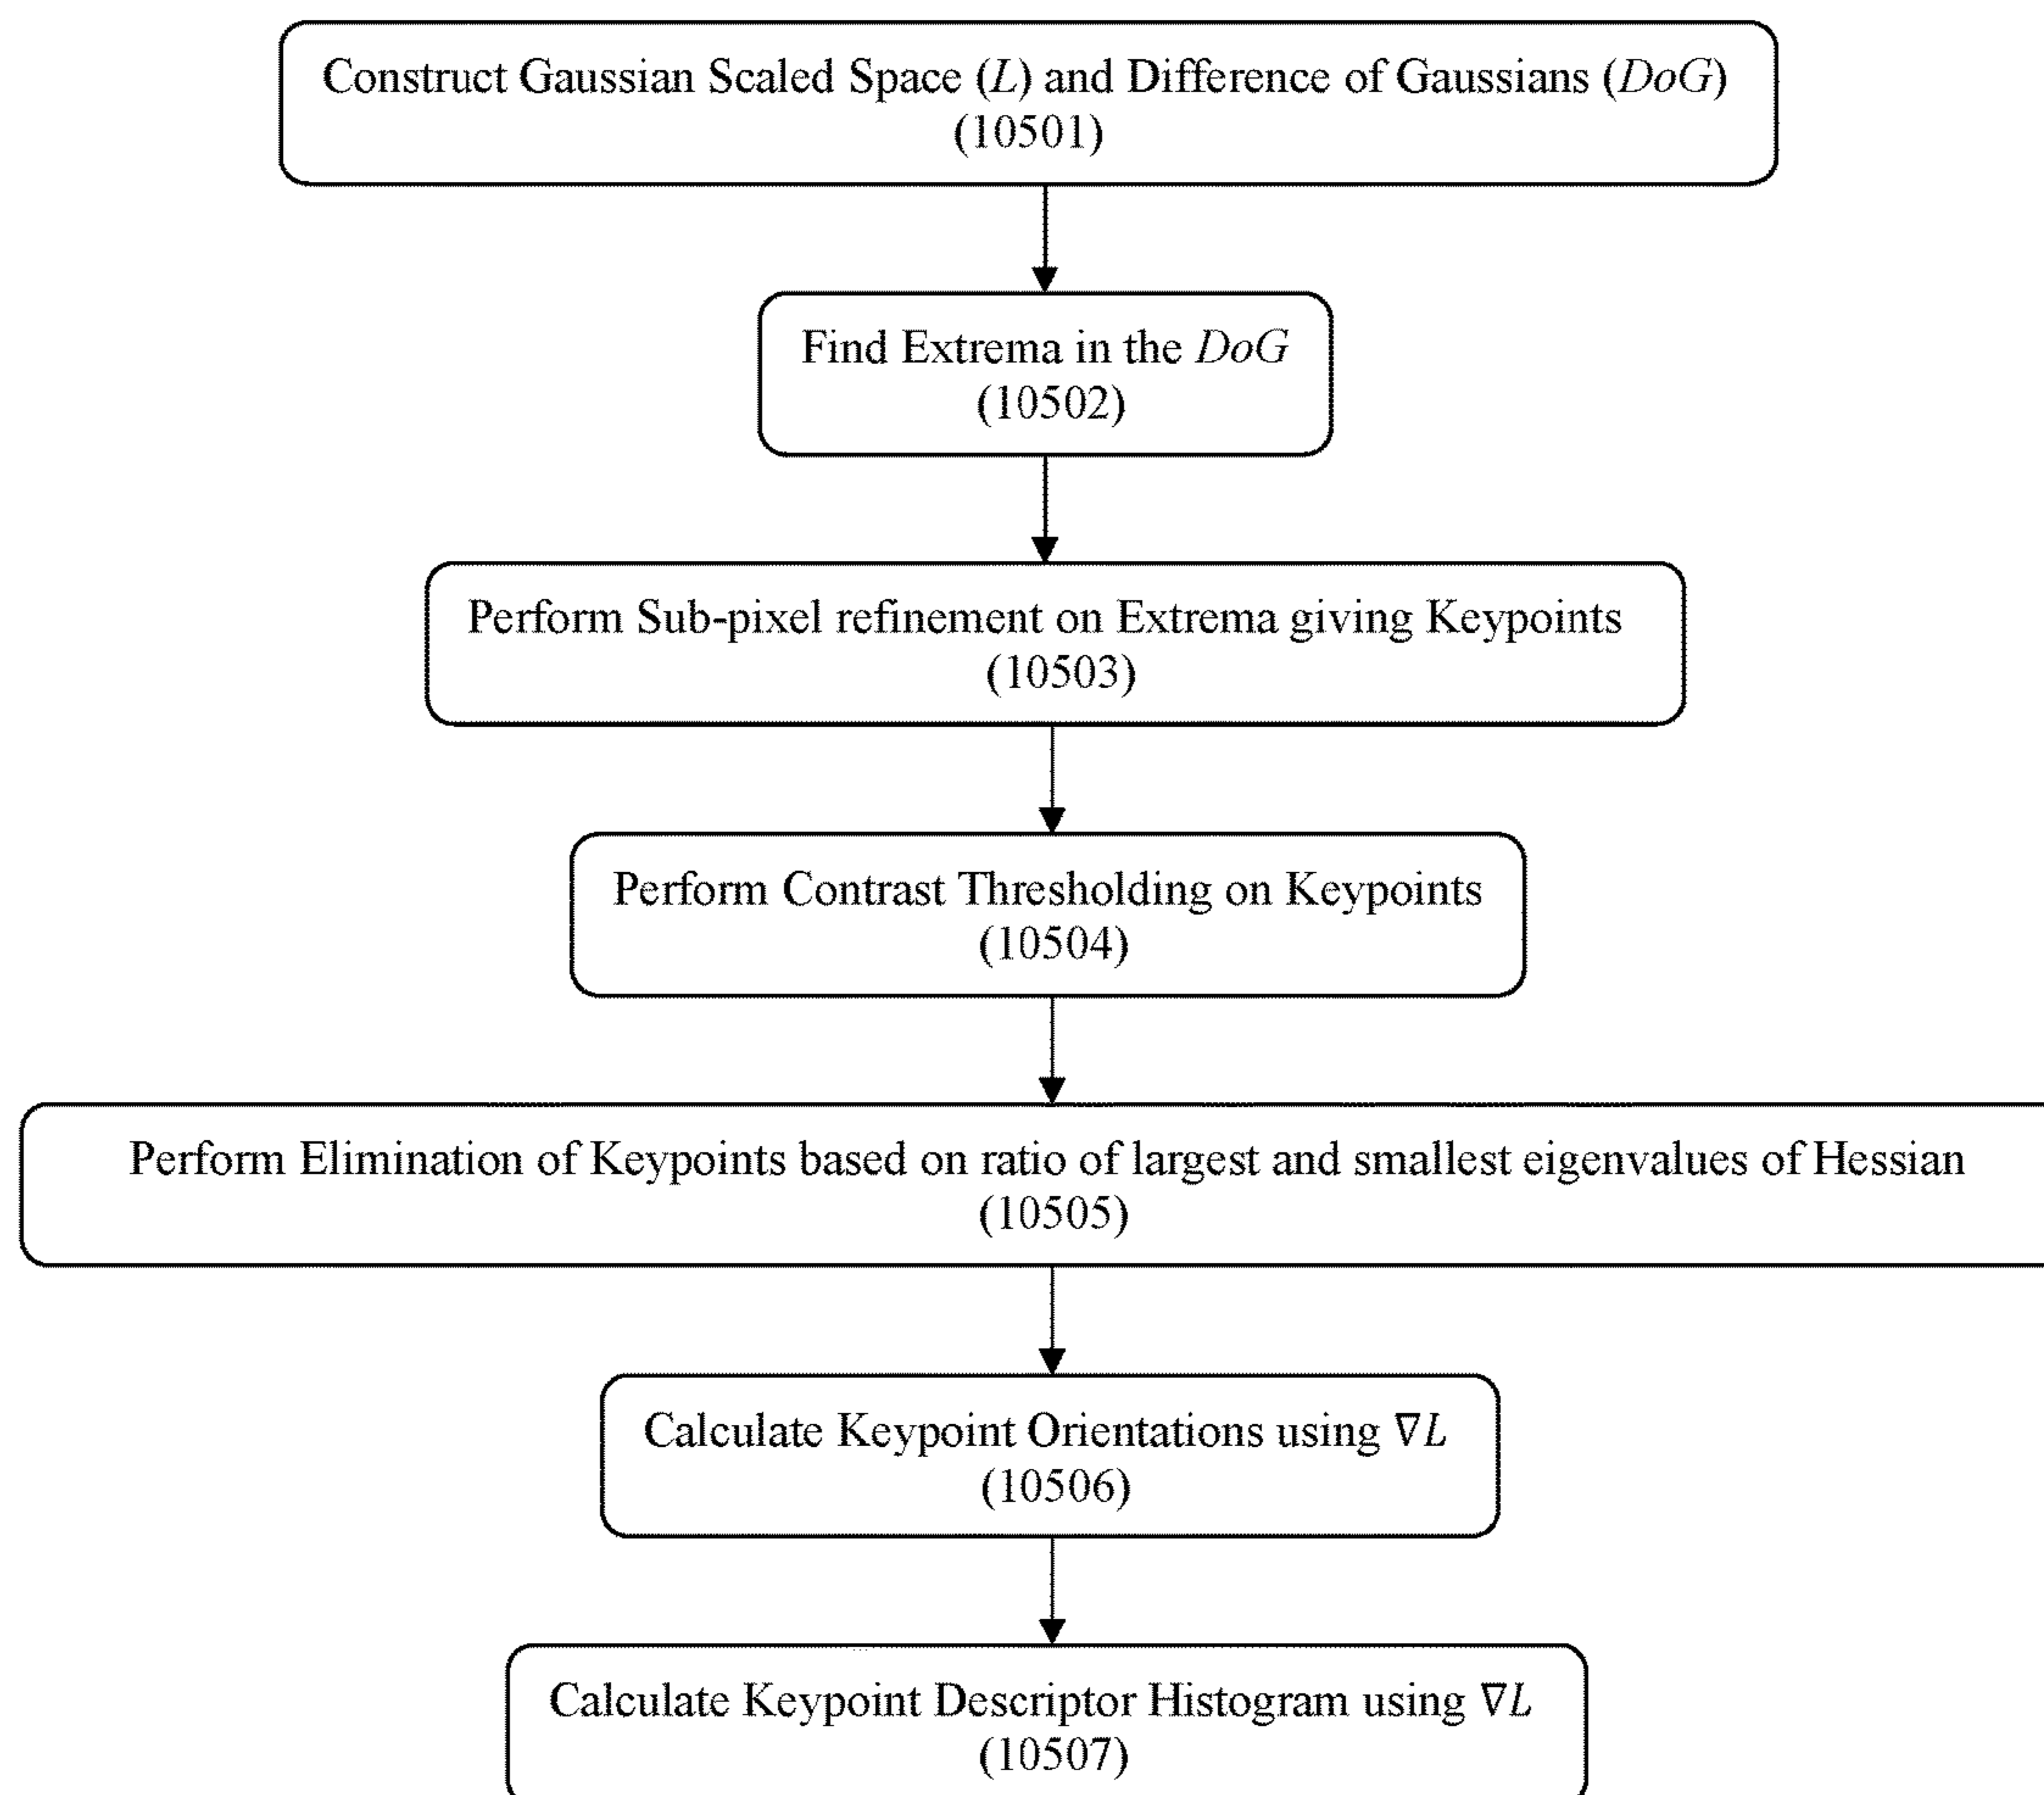 Construct Gaussian Scaled Space (L) and Difference of Gaussians (DoG)
(10501)
Find Extrema in the DoG
(10502)
Perform Sub-pixel refinement on Extrema giving Keypoints
(10503)
Perform Contrast Thresholding on Keypoints
(10504)
Perform Elimination of Keypoints based on ratio of largest and smallest eigenvalues of Hessian
(10505)
Calculate Keypoint Orientations using ∇L
(10506)
Calculate Keypoint Descriptor Histogram using ∇L
(10507)